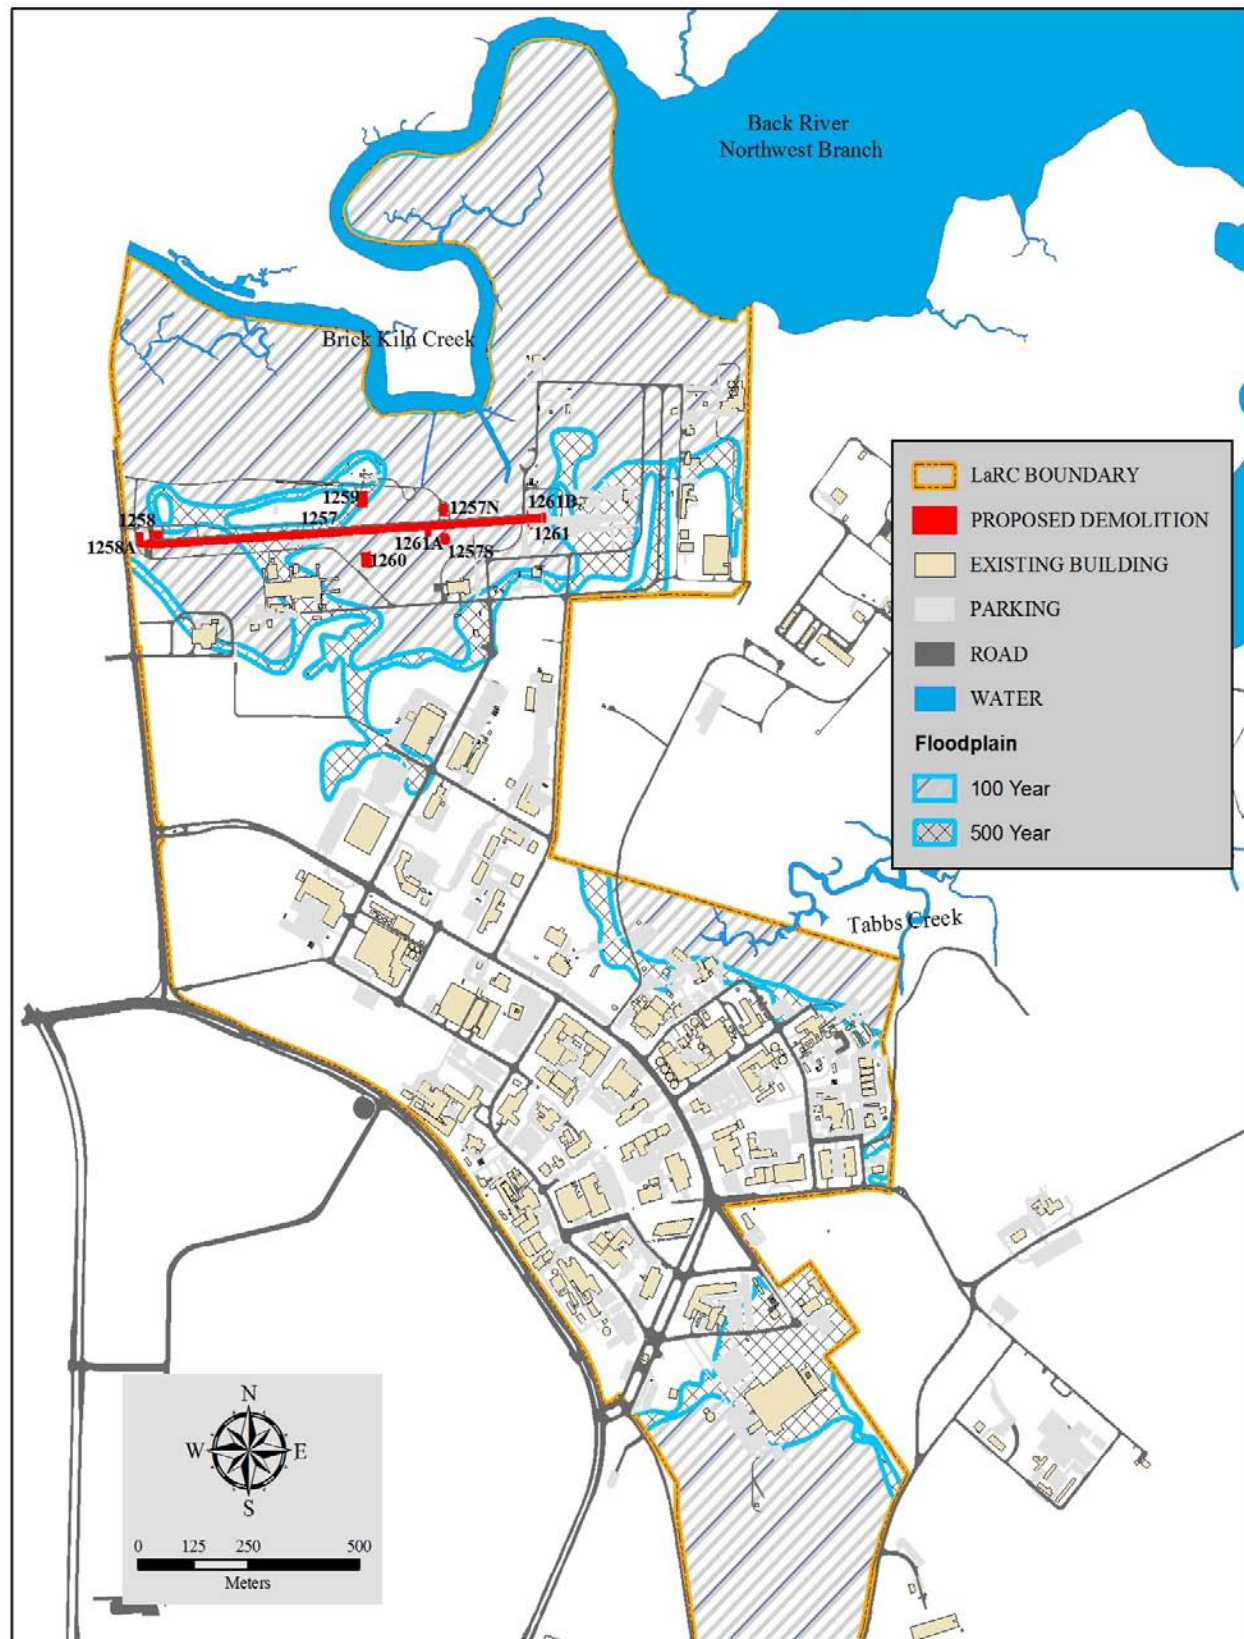 Back River
Northwest Branch
Brick Kiln Creek
1259
1257N
1261B
1257
1258
1261
1261A
1258A
1257S
1260
LaRC BOUNDARY
PROPOSED DEMOLITION
EXISTING BUILDING
PARKING
ROAD
WATER
Floodplain
100 Year
500 Year
Tabbs Creek
N
W
E
S
0 125 250 500
Meters